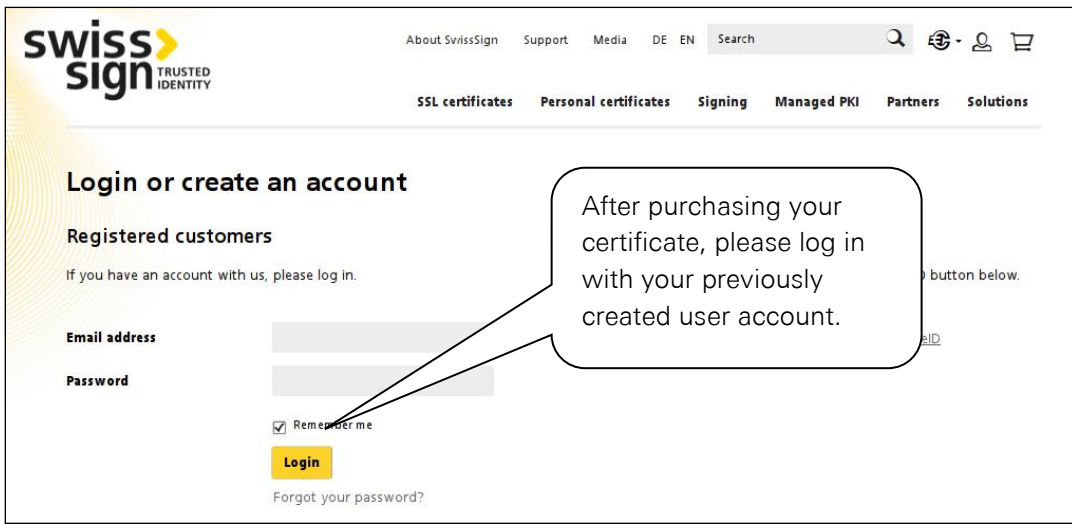 swiss>
sign TRUSTED IDENTITY
About SwissSign Support Media DE EN Search
SSL certificates Personal certificates Signing Managed PKI Partners Solutions
Login or create an account
Registered customers
If you have an account with us, please log in.
button below.
Email address
Password
Remember me
Login
Forgot your password?
After purchasing your
certificate, please log in
with your previously
created user account.